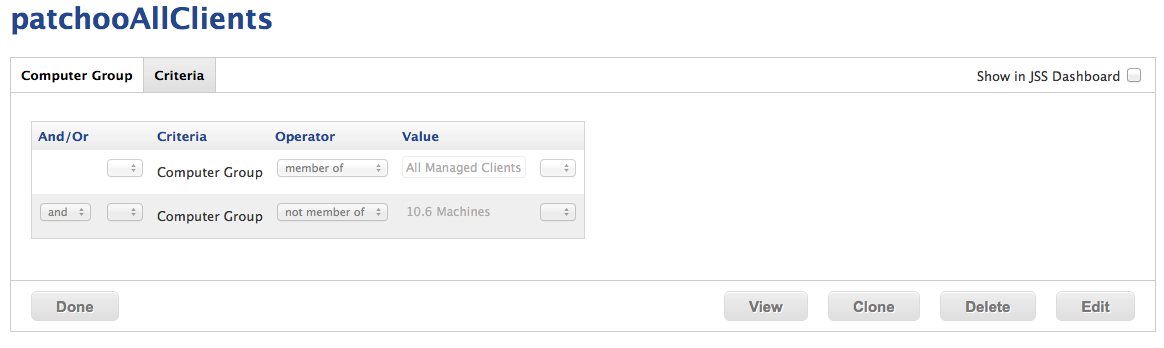 patchooAllClients
Computer Group Criteria Show in JSS Dashboard
And/Or Criteria Operator Value
Computer Group member of All Managed Clients
and Computer Group not member of 10.6 Machines
Done View Clone Delete Edit